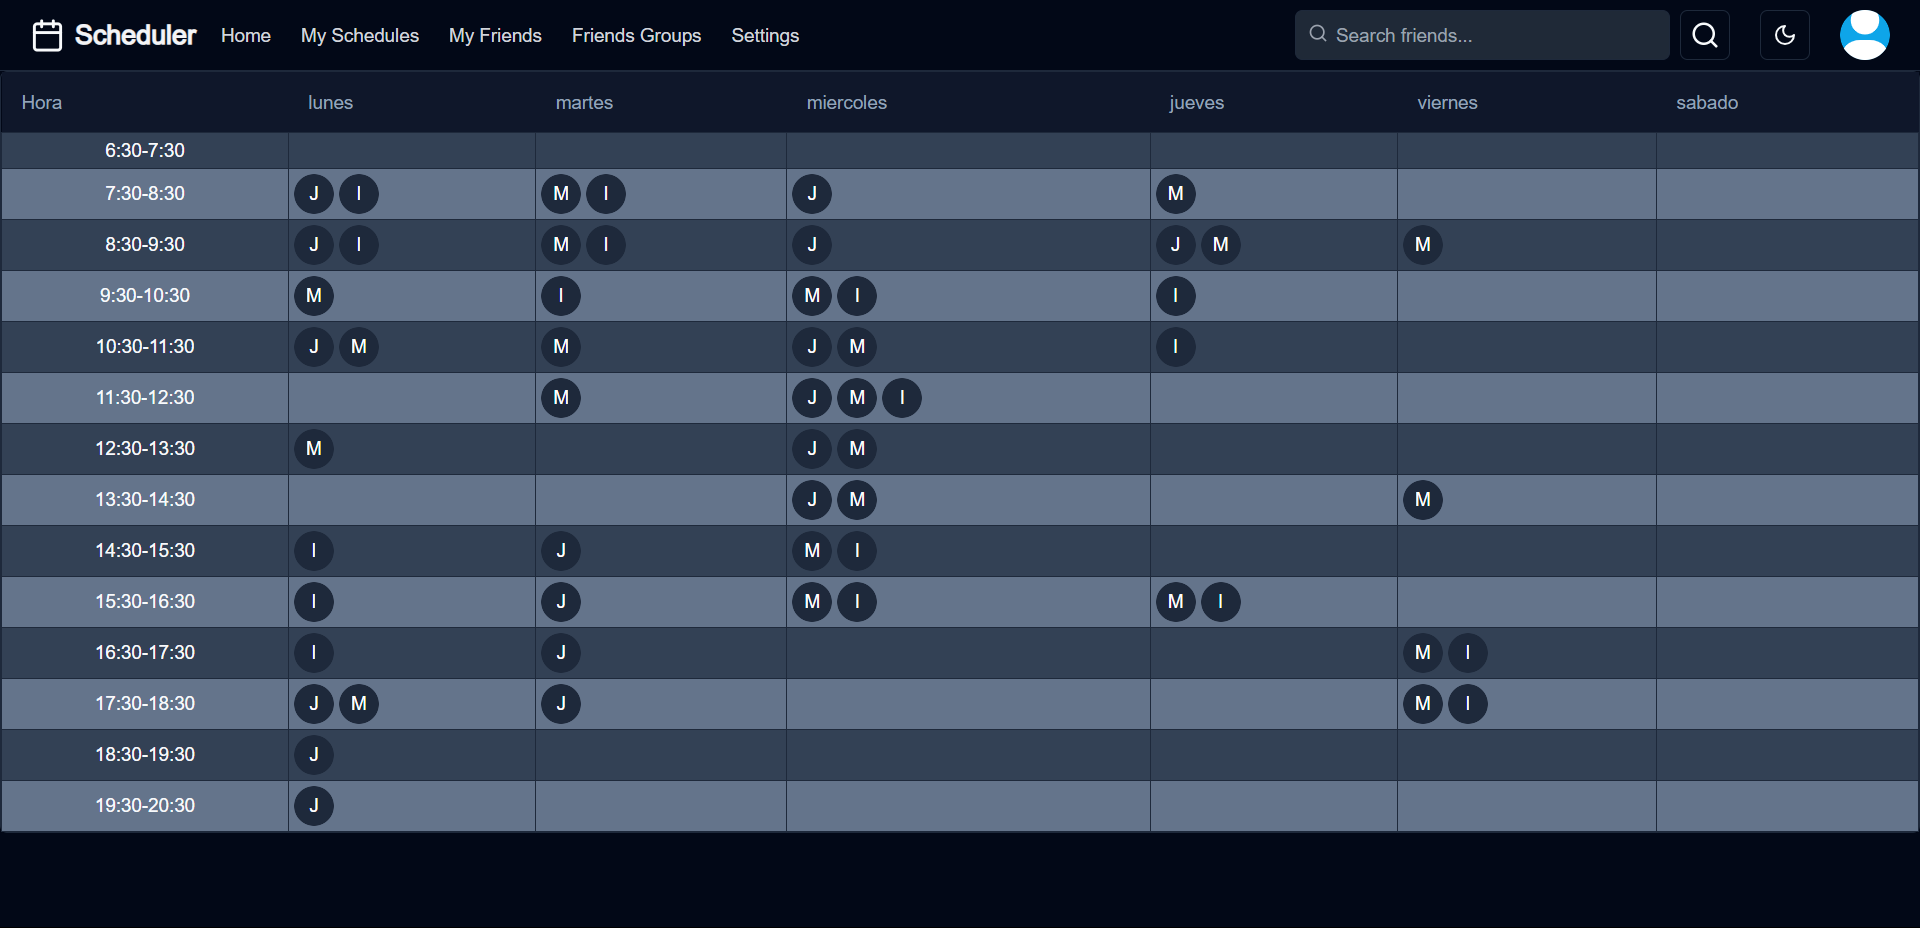 Scheduler Home My Schedules My Friends Friends Groups Settings Search friends...
Hora lunes martes miercoles jueves viernes sabado
6:30-7:30
7:30-8:30 J I M I J M
8:30-9:30 J I M I J J M M
9:30-10:30 M I M I I
10:30-11:30 J M M J M I
11:30-12:30 M J M I
12:30-13:30 M J M
13:30-14:30 J M M
14:30-15:30 I J M I
15:30-16:30 I J M I M I
16:30-17:30 I J M I
17:30-18:30 J M J M I
18:30-19:30 J
19:30-20:30 J